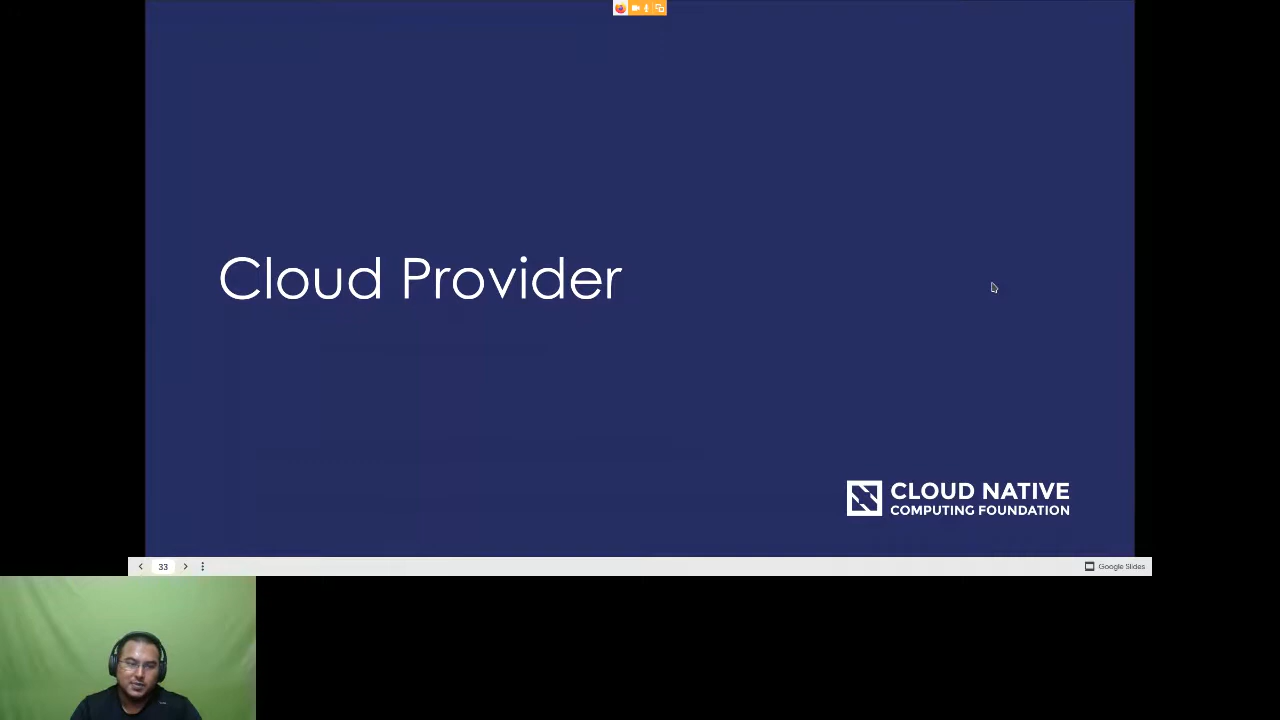 Cloud Provider
CLOUD NATIVE
COMPUTING FOUNDATION
33
Google Slides